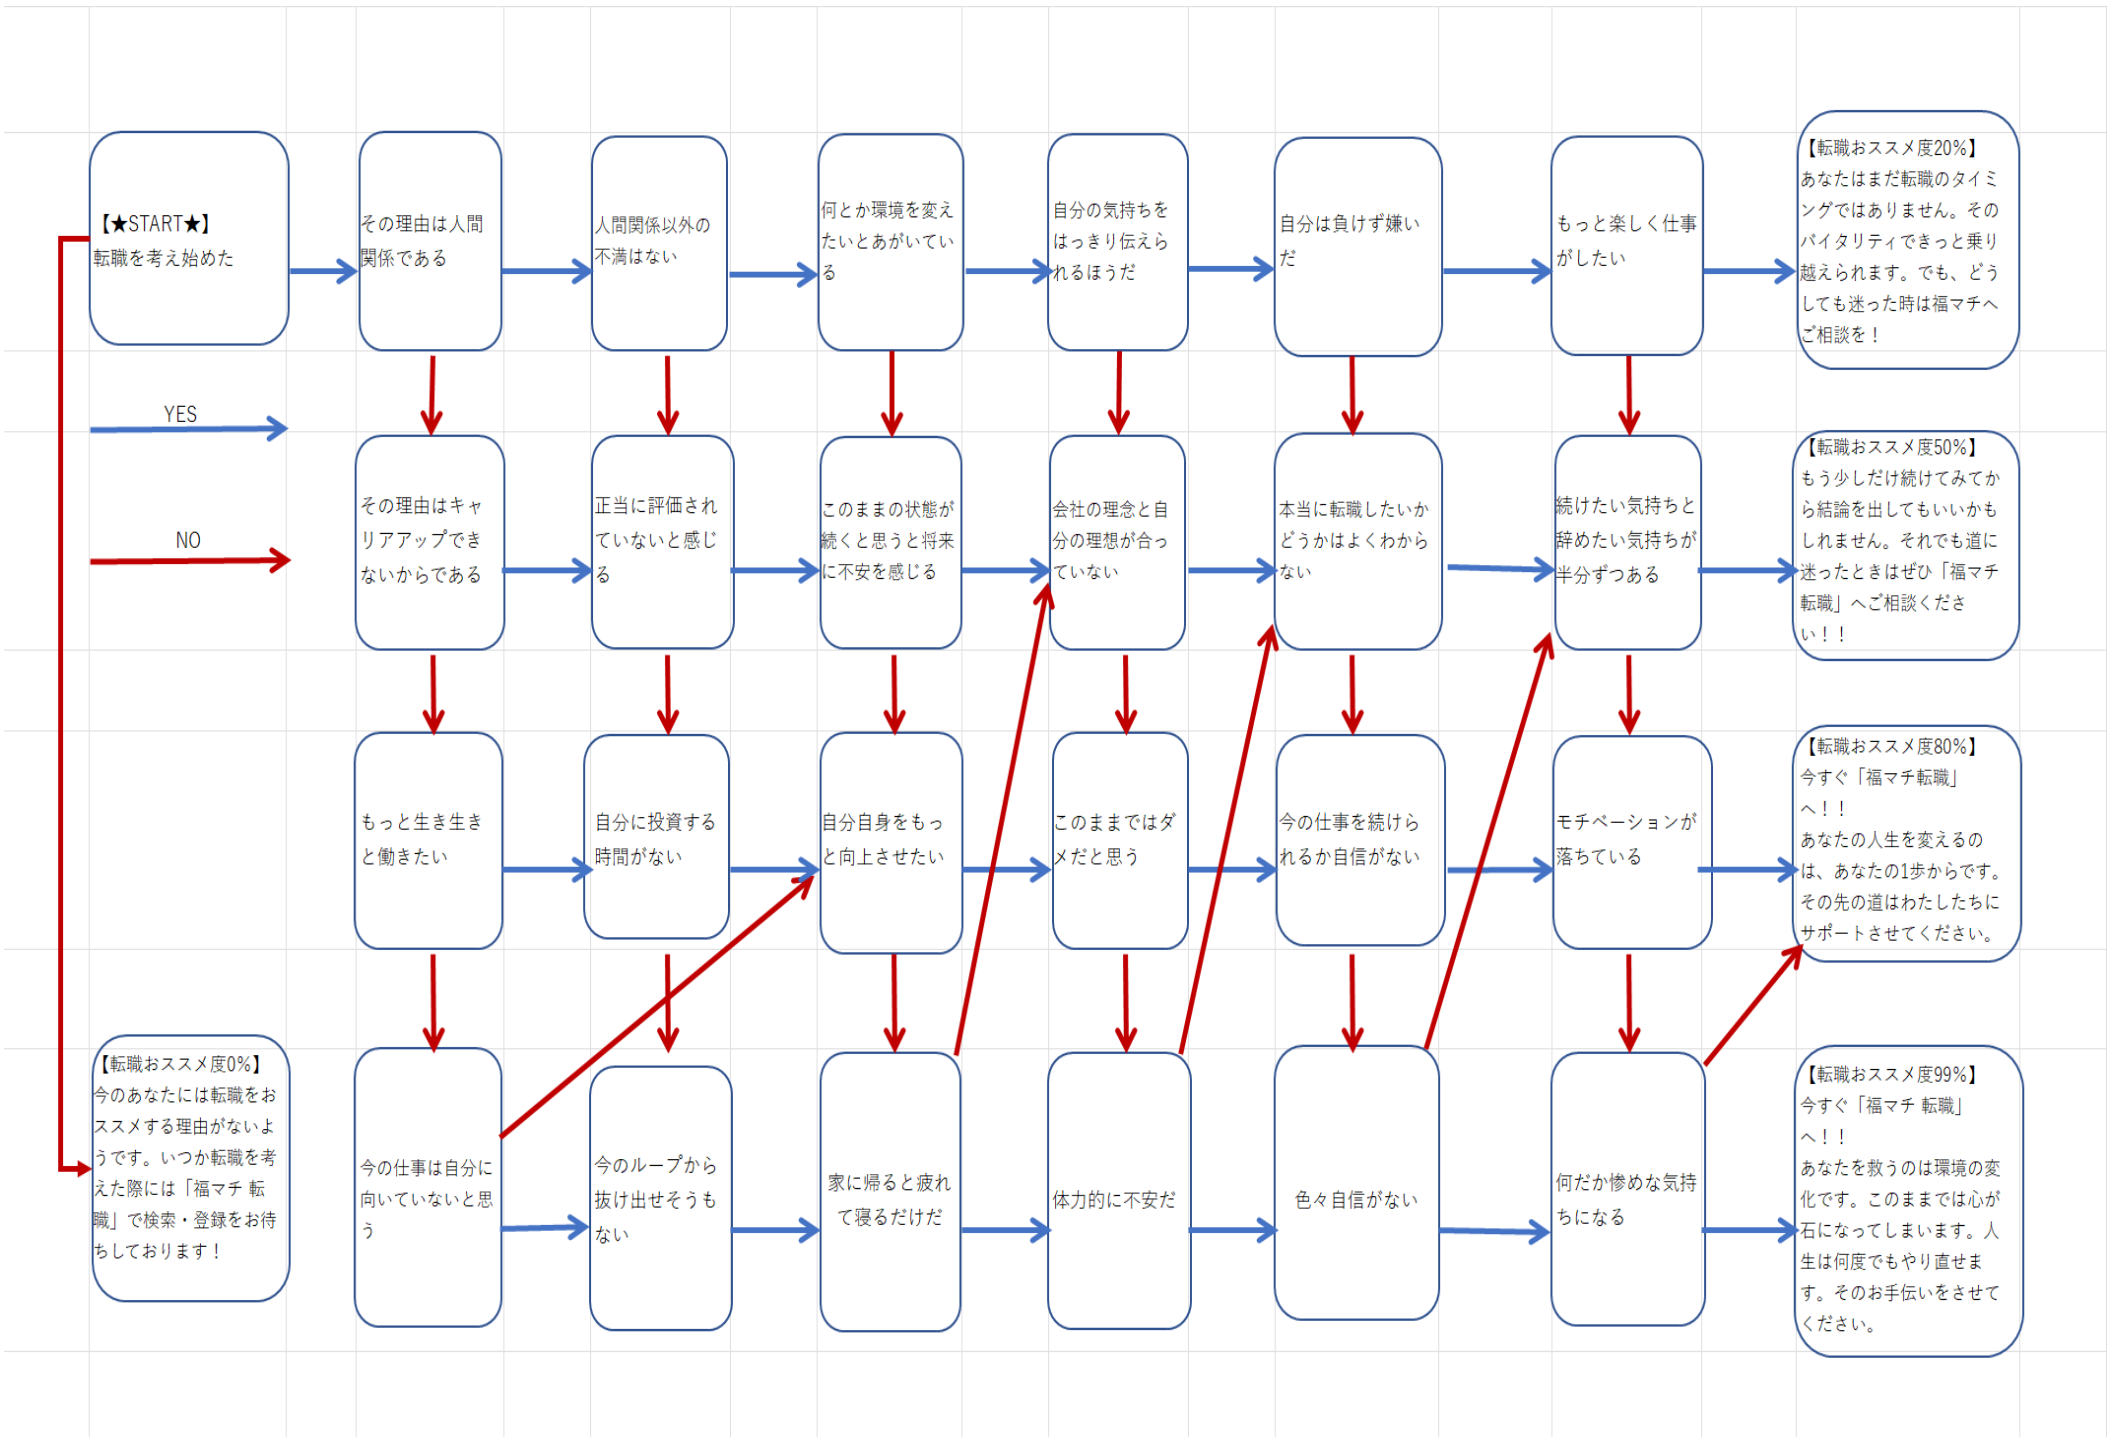 【★START★】
転職を考え始めた
その理由は人間
関係である
人間関係以外の
不満はない
何とか環境を変え
たいとあがいてい
る
自分の気持ちを
はっきり伝えら
れるほうだ
自分は負けず嫌い
だ
もっと楽しく仕事
がしたい
【転職おススメ度20%】
あなたはまだ転職のタイミ
ングではありません。その
バイタリティできっと乗り
越えられます。でも、どう
しても迷った時は福マチへ
ご相談を！
YES
NO
その理由はキャ
リアアップでき
ないからである
正当に評価され
ていないと感じ
る
このままの状態が
続くと思うと将来
に不安を感じる
会社の理念と自
分の理想が合っ
ていない
本当に転職したいか
どうかはよくわから
ない
続けたい気持ちと
辞めたい気持ちが
半分ずつある
【転職おススメ度50%】
もう少しだけ続けてみてか
ら結論を出してもいいかも
しれません。それでも道に
迷ったときはぜひ「福マチ
転職」へご相談くださ
い！！
もっと生き生き
と働きたい
自分に投資する
時間がない
自分自身をもっ
と向上させたい
このままではダ
メだと思う
今の仕事を続けら
れるか自信がない
モチベーションが
落ちている
【転職おススメ度80%】
今すぐ「福マチ転職」
へ！！
あなたの人生を変えるの
は、あなたの1歩からです。
その先の道はわたしたちに
サポートさせてください。
【転職おススメ度0%】
今のあなたには転職をお
ススメする理由がないよ
うです。いつか転職を考
えた際には「福マチ 転
職」で検索・登録をお待
ちしております！
今の仕事は自分に
向いていないと思
う
今のループから
抜け出せそうも
ない
家に帰ると疲れ
て寝るだけだ
体力的に不安だ
色々自信がない
何だか惨めな気持
ちになる
【転職おススメ度99%】
今すぐ「福マチ 転職」
へ！！
あなたを救うのは環境の変
化です。このままでは心が
石になってしまいます。人
生は何度でもやり直せま
す。そのお手伝いをさせて
ください。